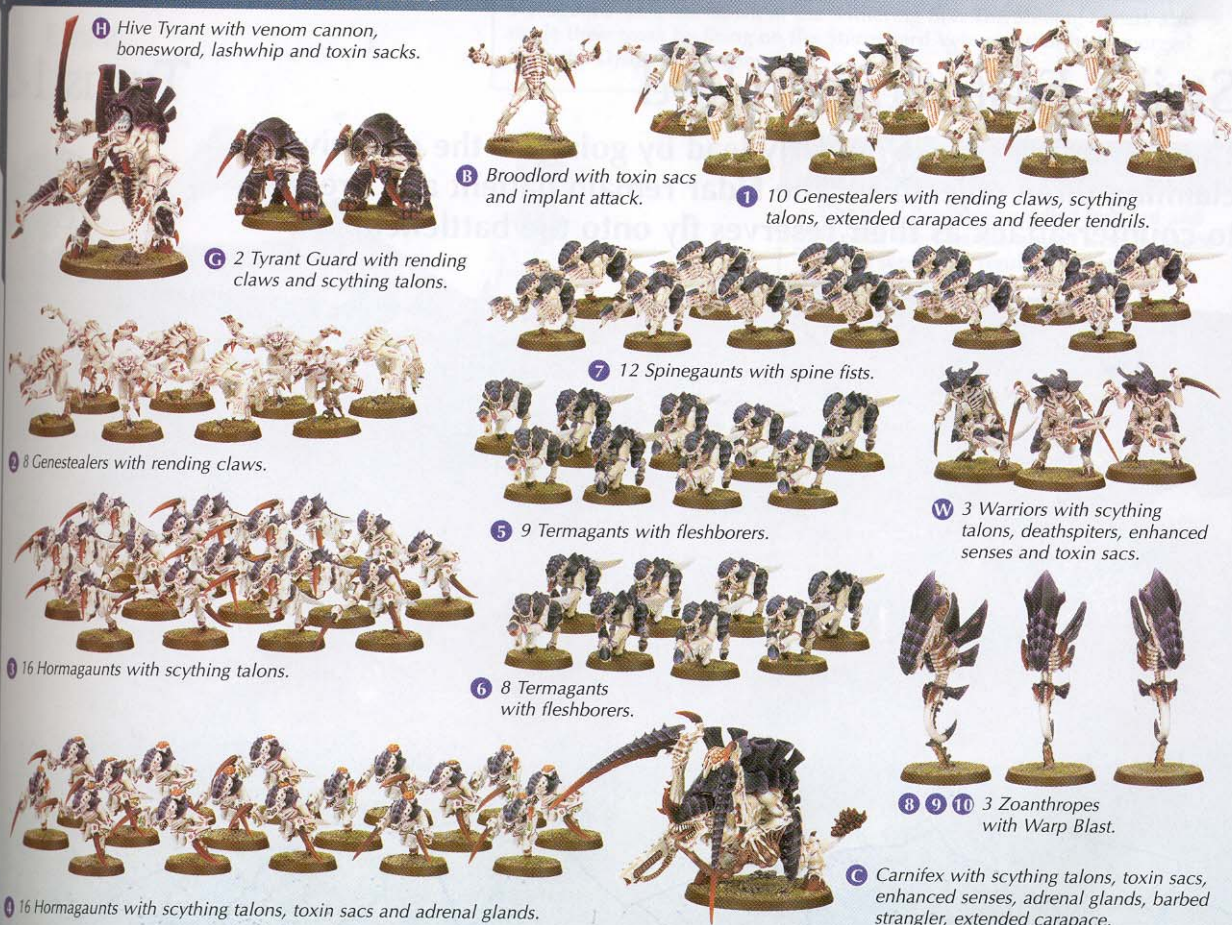 H Hive Tyrant with venom cannon,
bonesword, lashwhip and toxin sacks.
G 2 Tyrant Guard with rending
claws and scything talons.
B Broodlord with toxin sacs
and implant attack.
1 10 Genestealers with rending claws, scything
talons, extended carapaces and feeder tendrils.
7 12 Spinegaunts with spine fists.
2 8 Genestealers with rending claws.
5 9 Termagants with fleshborers.
W 3 Warriors with scything
talons, deathspiters, enhanced
senses and toxin sacs.
3 16 Hormagaunts with scything talons.
6 8 Termagants
with fleshborers.
8 9 10 3 Zoanthropes
with Warp Blast.
4 16 Hormagaunts with scything talons, toxin sacs and adrenal glands.
C Carnifex with scything talons, toxin sacs,
enhanced senses, adrenal glands, barbed
strangler, extended carapace.